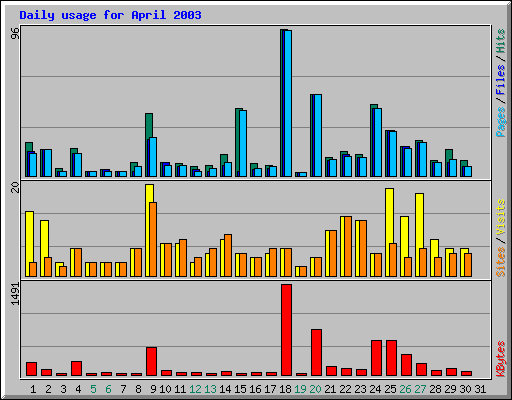 Daily usage for April 2003
96
Pages / Files / Hits
20
Sites / Visits
1491
KBytes
1 2 3 4 5 6 7 8 9 10 11 12 13 14 15 16 17 18 19 20 21 22 23 24 25 26 27 28 29 30 31